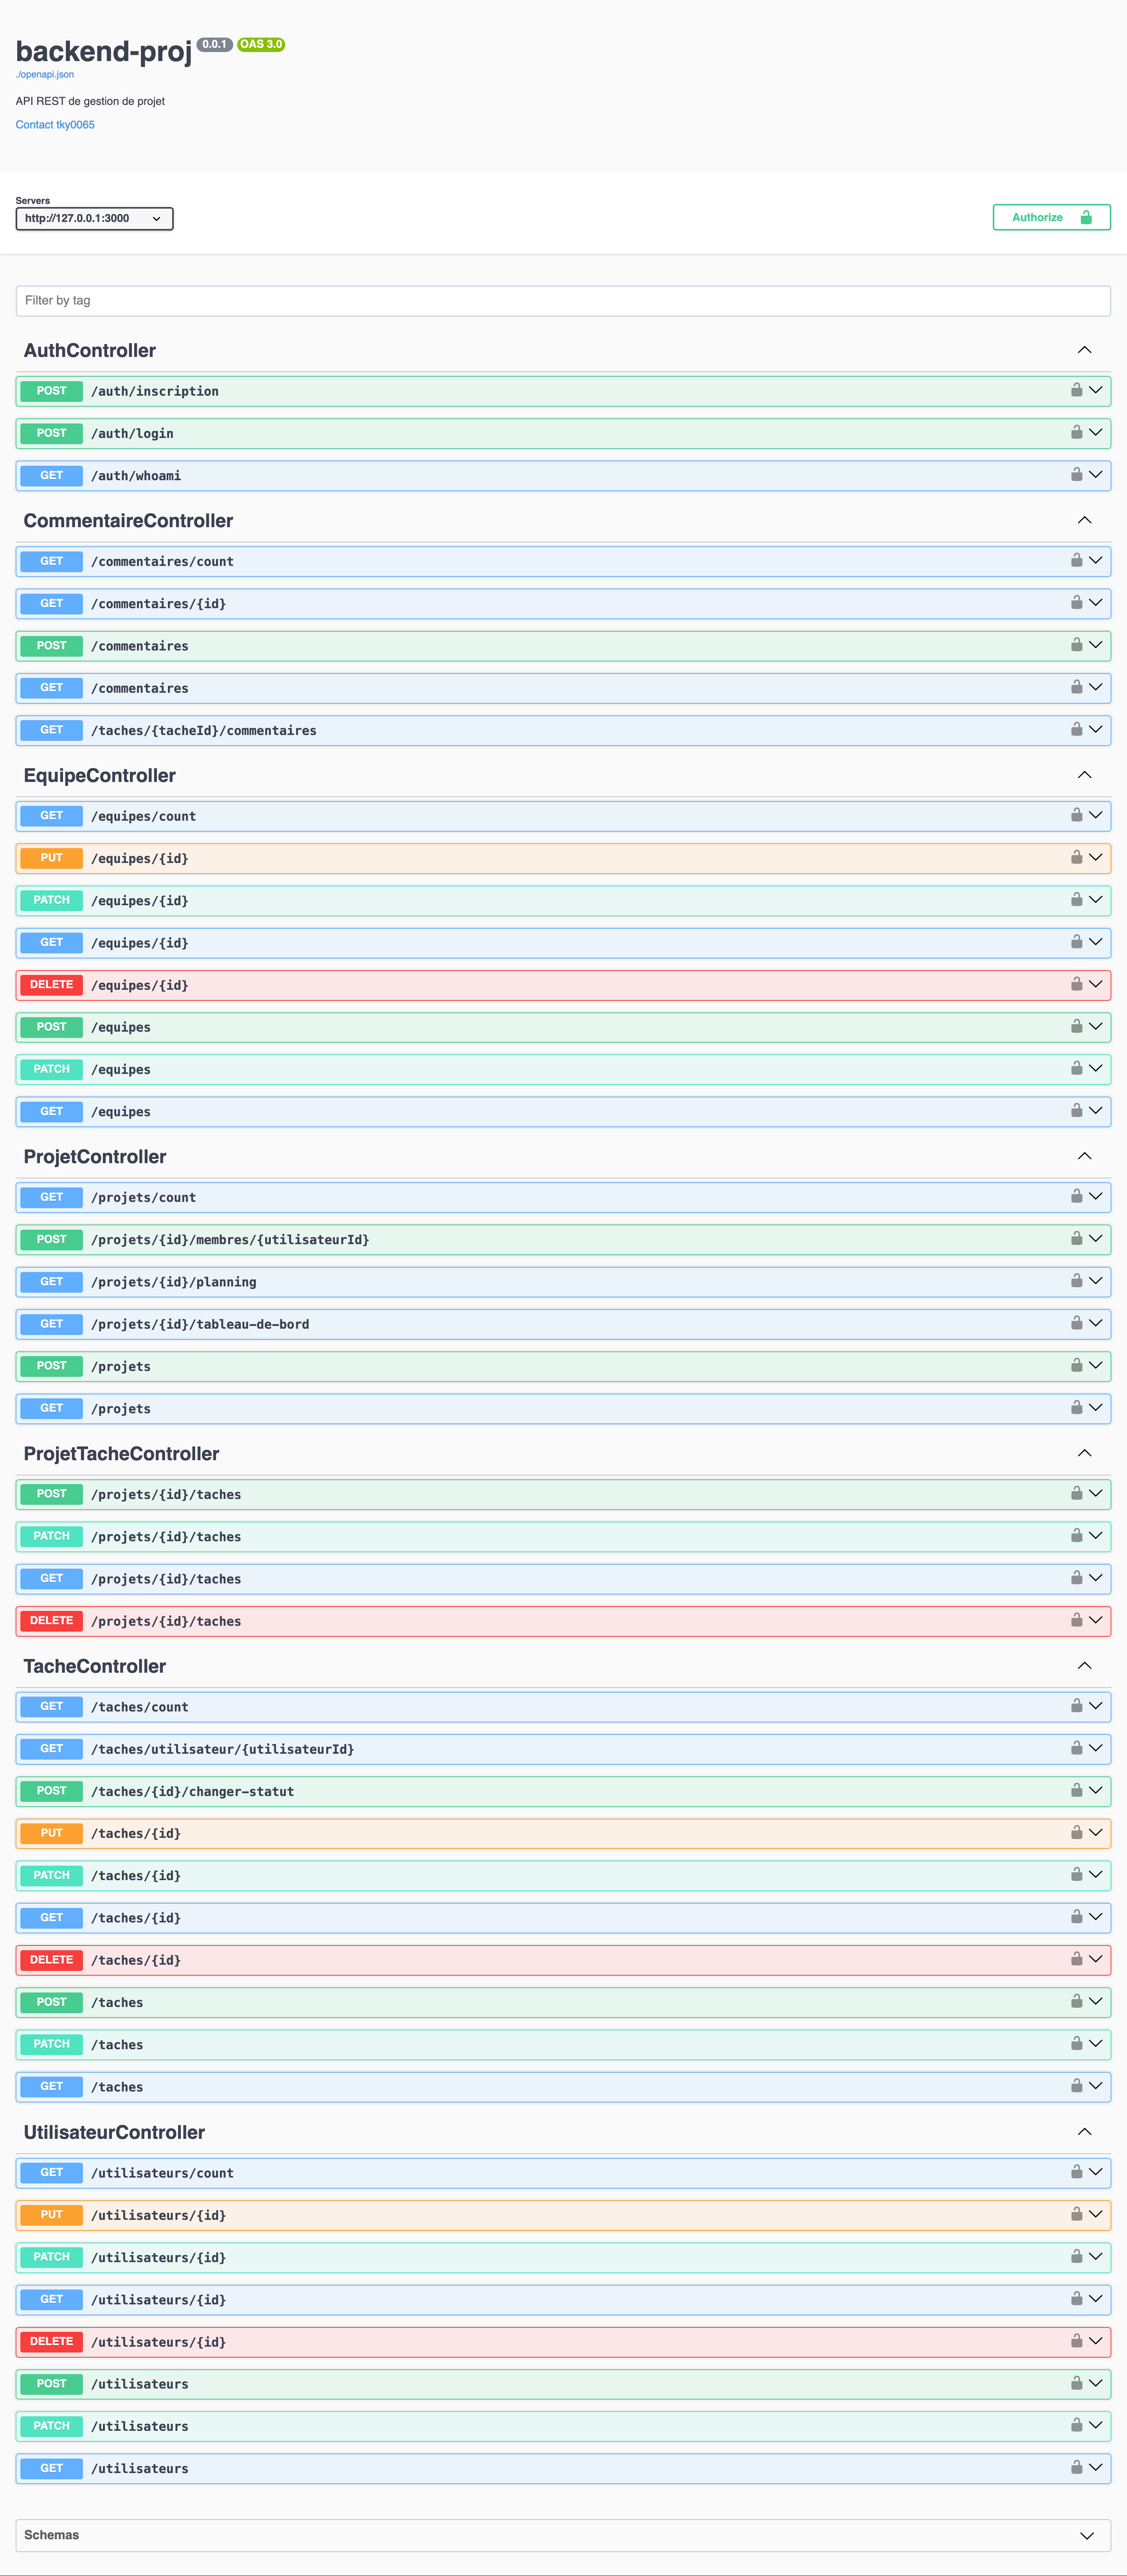 backend-proj 0.0.1 OAS 3.0
./openapi.json
API REST de gestion de projet
Contact tky0065
Servers
http://127.0.0.1:3000
Authorize
Filter by tag
AuthController
POST /auth/inscription
POST /auth/login
GET /auth/whoami
CommentaireController
GET /commentaires/count
GET /commentaires/{id}
POST /commentaires
GET /commentaires
GET /taches/{tacheId}/commentaires
EquipeController
GET /equipes/count
PUT /equipes/{id}
PATCH /equipes/{id}
GET /equipes/{id}
DELETE /equipes/{id}
POST /equipes
PATCH /equipes
GET /equipes
ProjetController
GET /projets/count
POST /projets/{id}/membres/{utilisateurId}
GET /projets/{id}/planning
GET /projets/{id}/tableau-de-bord
POST /projets
GET /projets
ProjetTacheController
POST /projets/{id}/taches
PATCH /projets/{id}/taches
GET /projets/{id}/taches
DELETE /projets/{id}/taches
TacheController
GET /taches/count
GET /taches/utilisateur/{utilisateurId}
POST /taches/{id}/changer-statut
PUT /taches/{id}
PATCH /taches/{id}
GET /taches/{id}
DELETE /taches/{id}
POST /taches
PATCH /taches
GET /taches
UtilisateurController
GET /utilisateurs/count
PUT /utilisateurs/{id}
PATCH /utilisateurs/{id}
GET /utilisateurs/{id}
DELETE /utilisateurs/{id}
POST /utilisateurs
PATCH /utilisateurs
GET /utilisateurs
Schemas